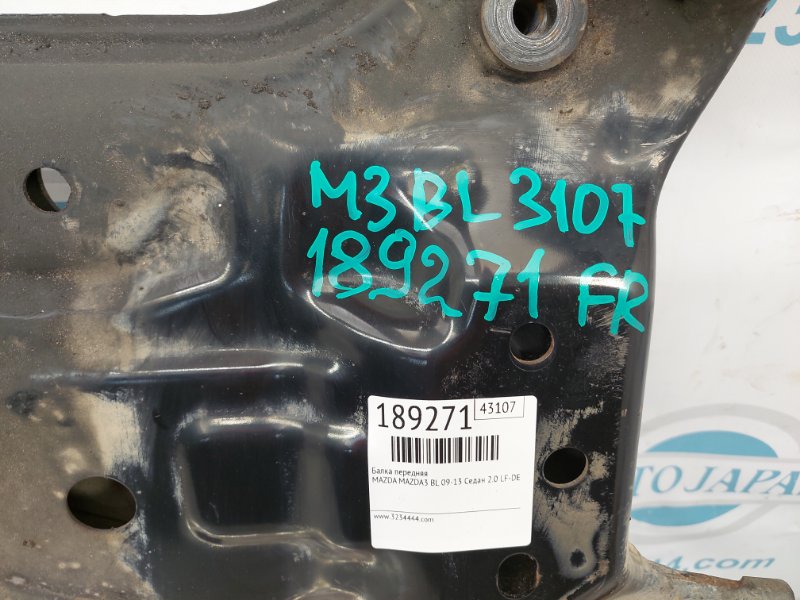 M3 BL 3107
189271 FR
189271 43107
Балка передняя
MAZDA MAZDA3 BL 09-13 Седан 2.0 LF-DE
www.3234444.com